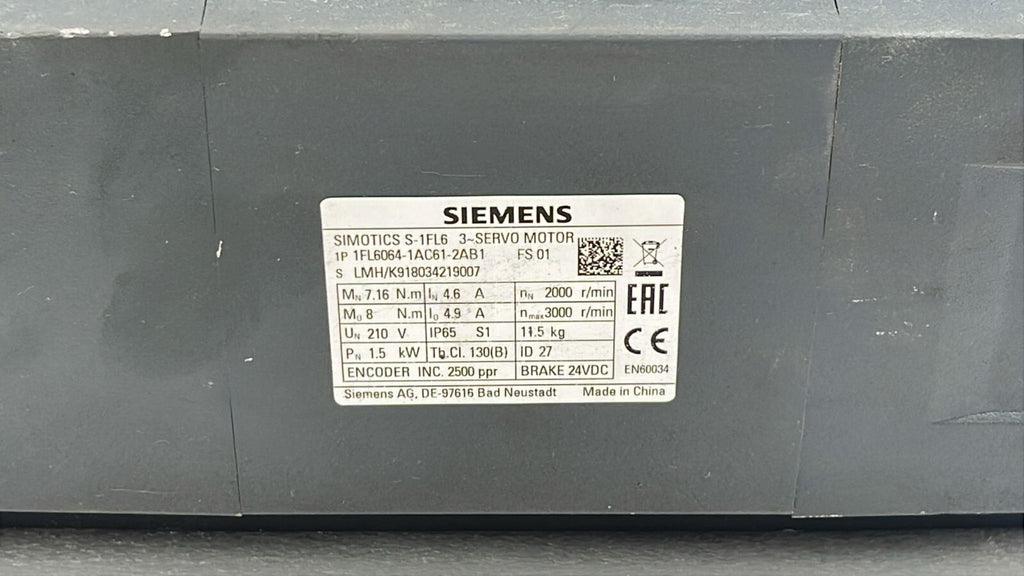 SIEMENS
SIMOTICS S-1FL6 3~SERVO MOTOR
1P 1FL6064-1AC61-2AB1 FS 01
S LMH/K918034219007
EAC
CE
EN60034
MN 7.16 N.m IN 4.6 A nN 2000 r/min
M0 8 N.m I0 4.9 A nmax3000 r/min
UN 210 V IP65 S1 11.5 kg
PN 1.5 kW Th.Cl. 130(B) ID 27
ENCODER INC. 2500 ppr BRAKE 24VDC
Siemens AG, DE-97616 Bad Neustadt Made in China